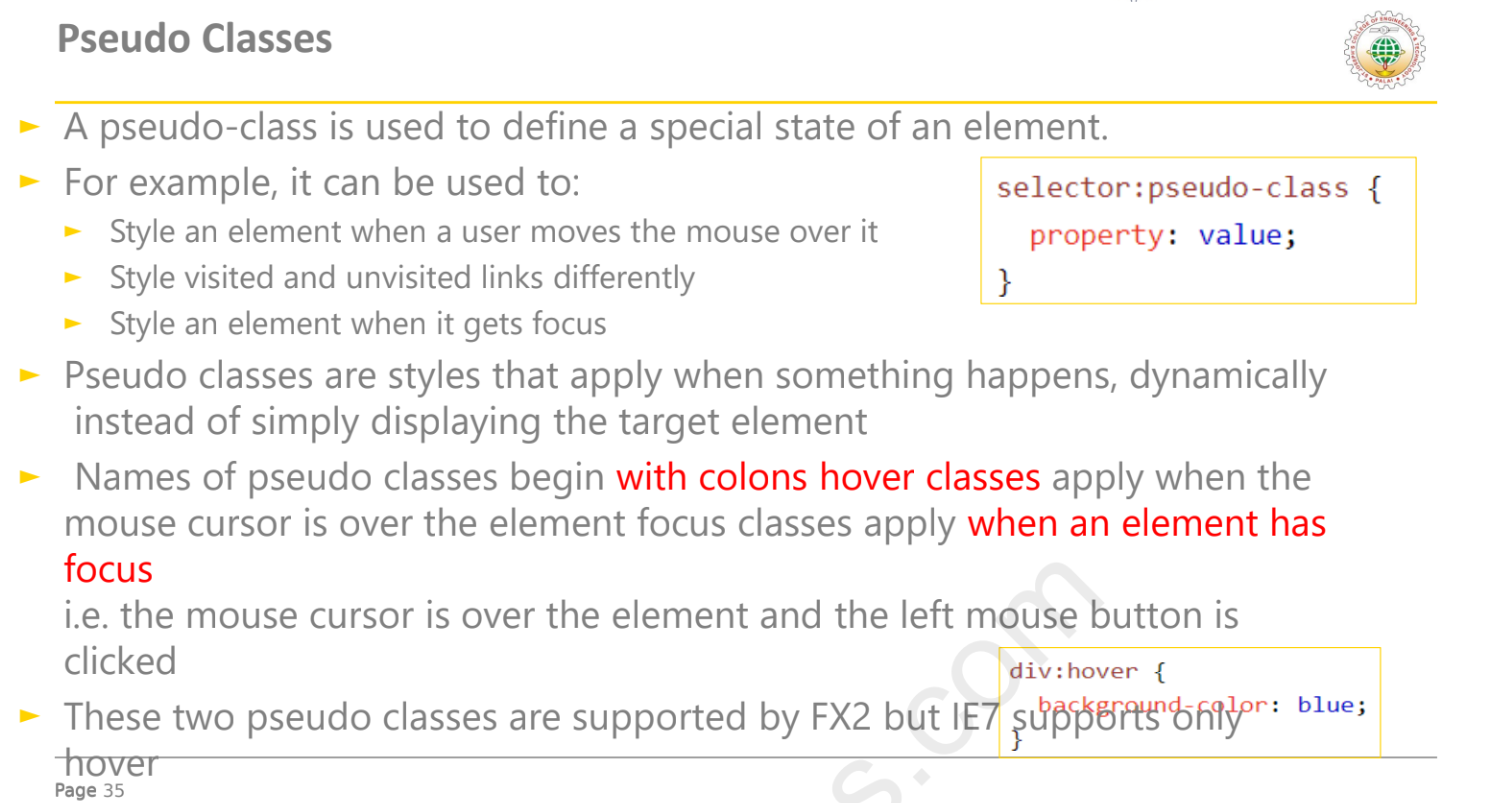 Pseudo Classes
► A pseudo-class is used to define a special state of an element.
► For example, it can be used to:
► Style an element when a user moves the mouse over it
► Style visited and unvisited links differently
► Style an element when it gets focus
selector:pseudo-class {
property: value;
}
► Pseudo classes are styles that apply when something happens, dynamically
instead of simply displaying the target element
► Names of pseudo classes begin with colons hover classes apply when the
mouse cursor is over the element focus classes apply when an element has
focus
i.e. the mouse cursor is over the element and the left mouse button is
clicked
► These two pseudo classes are supported by FX2 but IE7 supports only
hover
div:hover {
background-color: blue;
}
Page 35
s.com